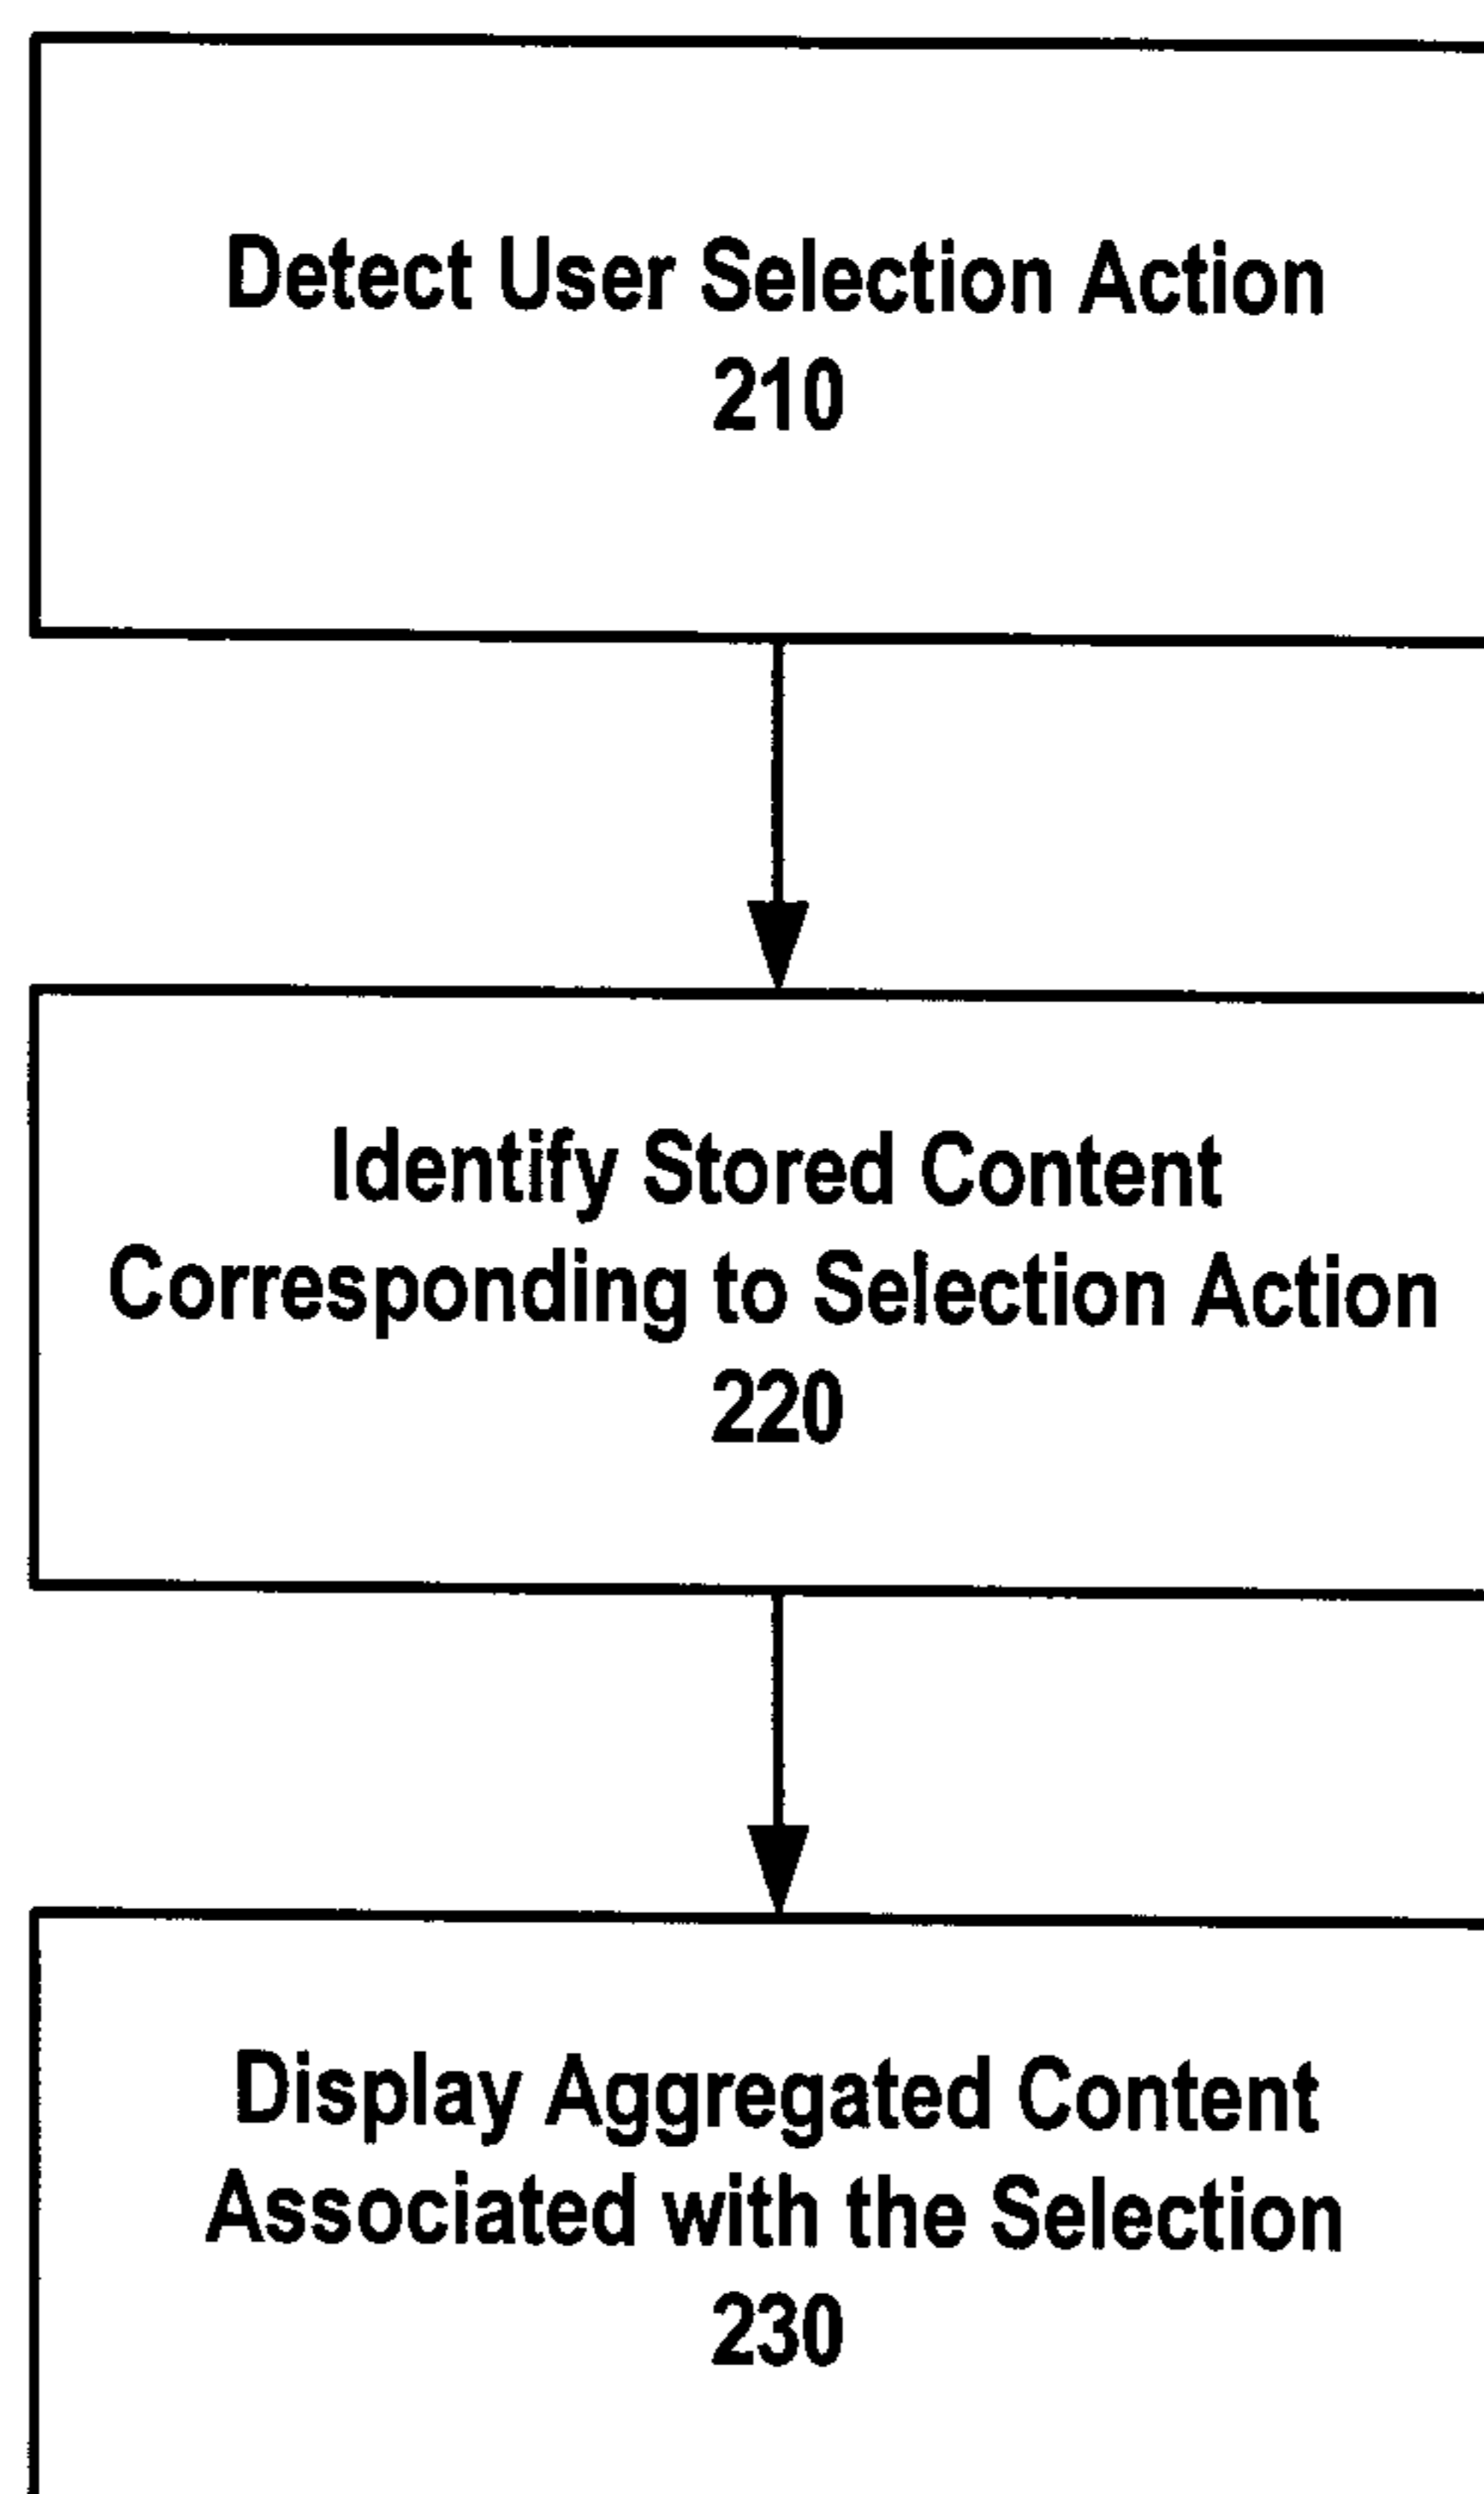 Detect User Selection Action
210
Identify Stored Content
Corresponding to Selection Action
220
Display Aggregated Content
Associated with the Selection
230